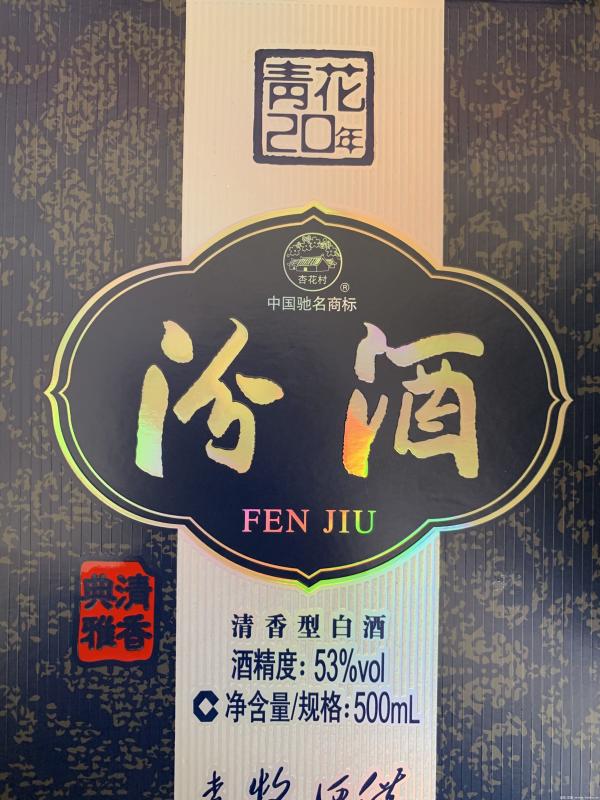 青花
20年
杏花村
®
中国驰名商标
汾酒
FEN JIU
清香
典雅
清香型白酒
酒精度：53%vol
净含量/规格：500mL